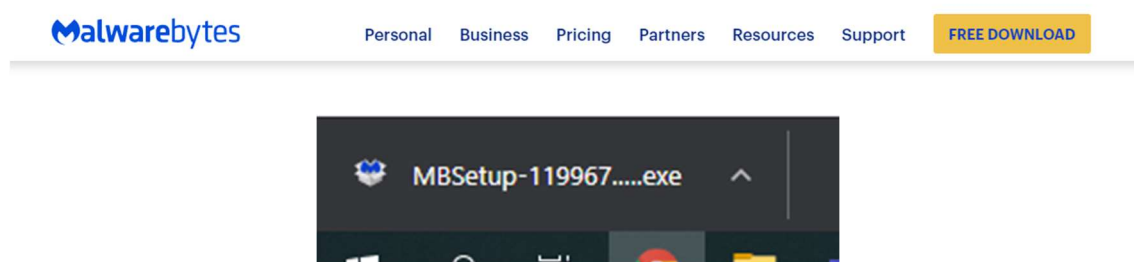 Malwarebytes Personal Business Pricing Partners Resources Support FREE DOWNLOAD
MBSetup-119967.....exe